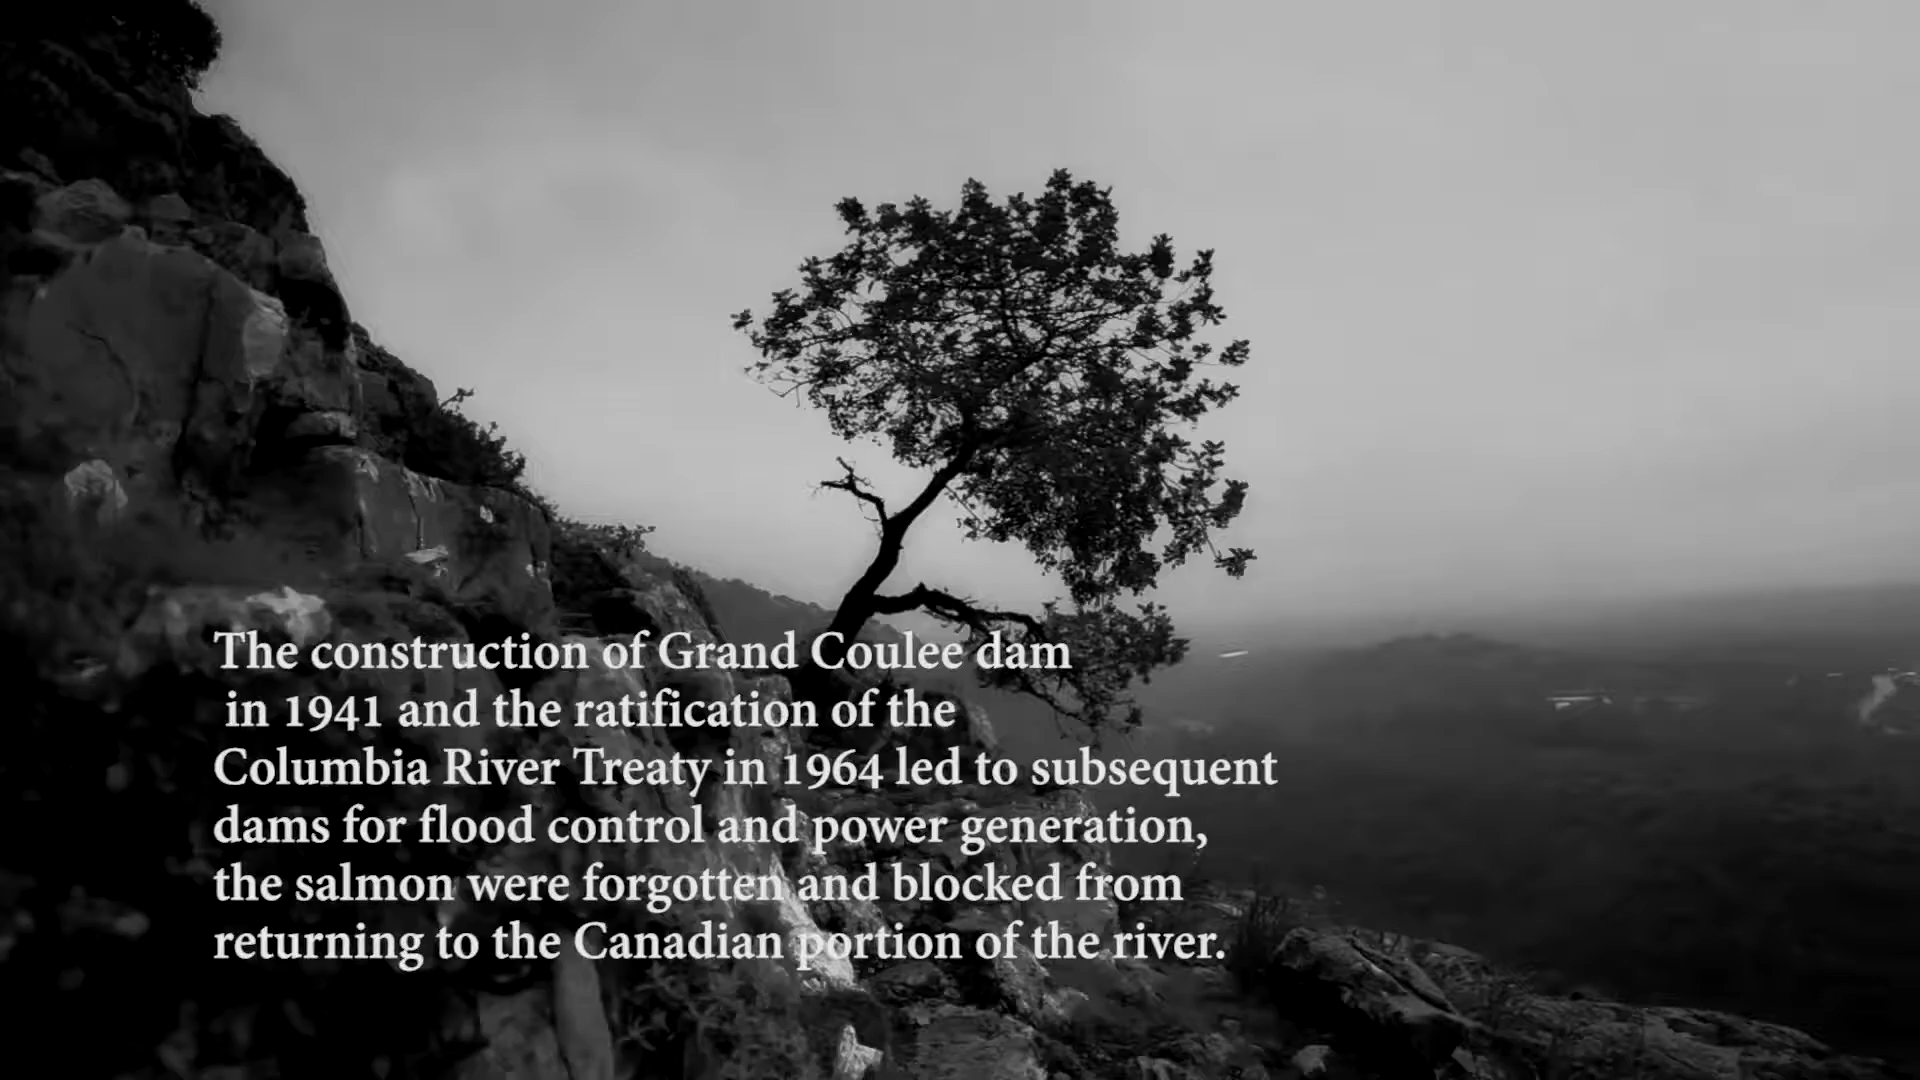 The construction of Grand Coulee dam
in 1941 and the ratification of the
Columbia River Treaty in 1964 led to subsequent
dams for flood control and power generation,
the salmon were forgotten and blocked from
returning to the Canadian portion of the river.